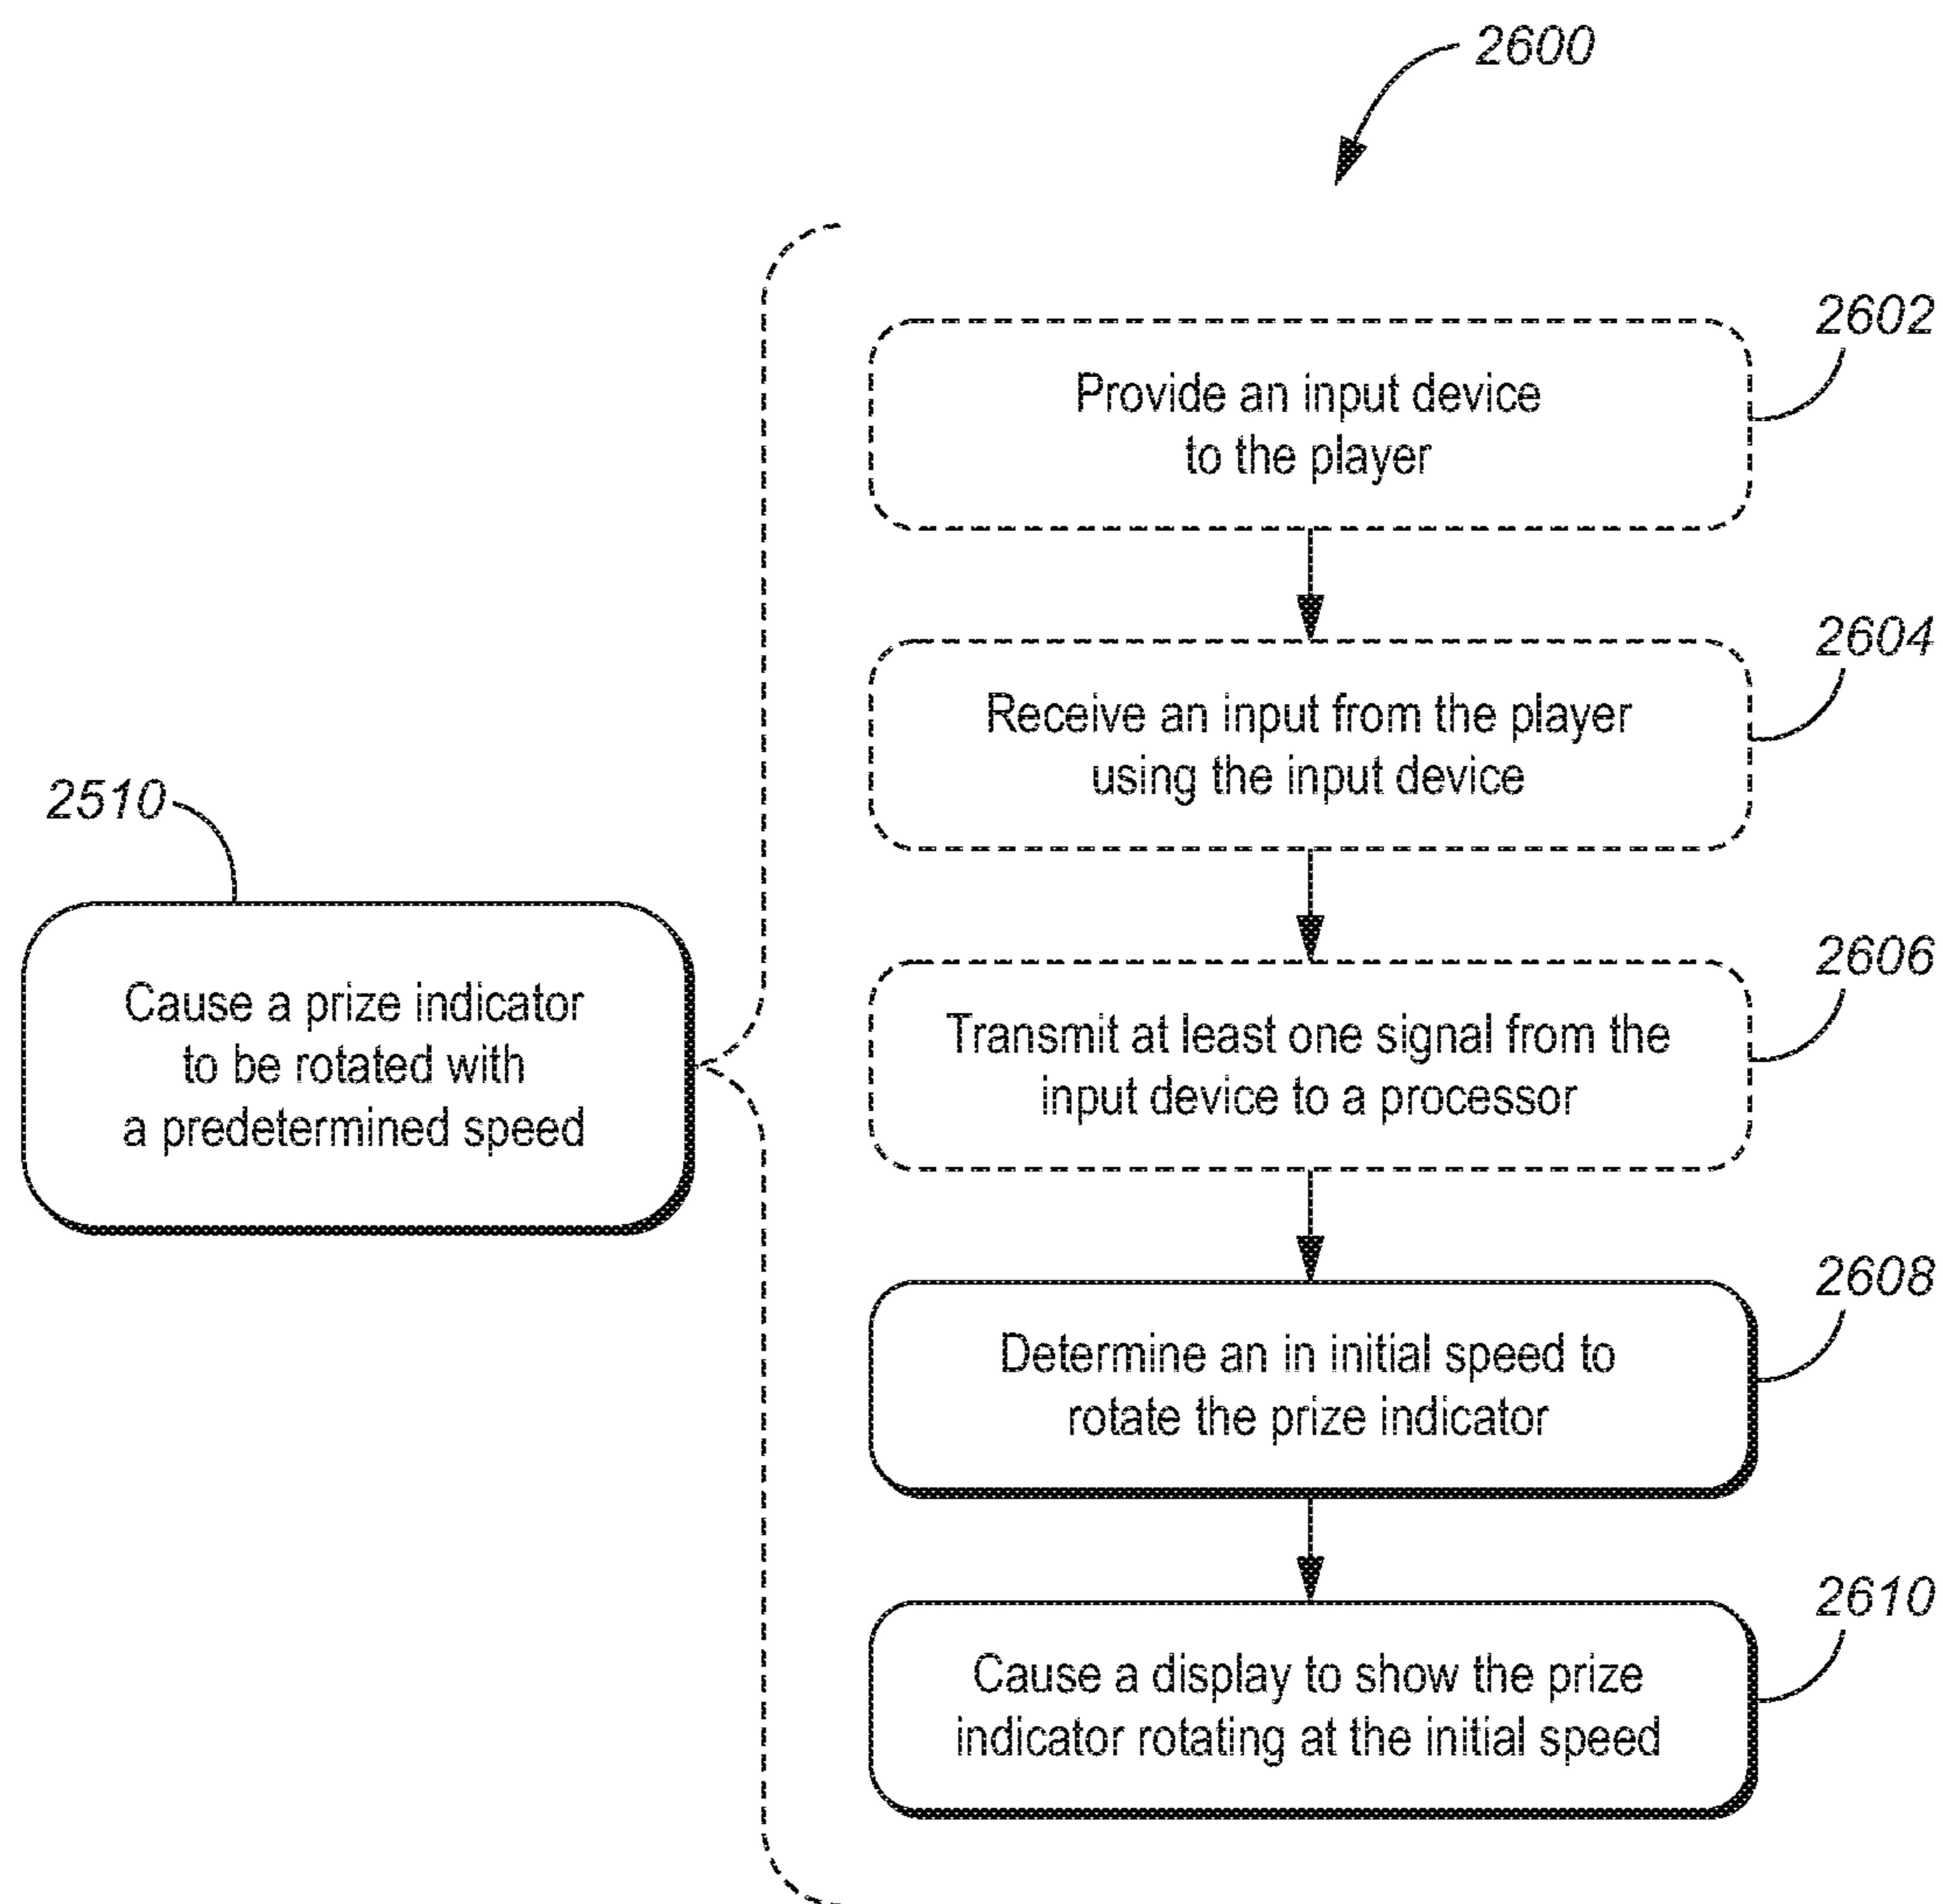 2600
2602
Provide an input device
to the player
2604
Receive an input from the player
using the input device
2510
Cause a prize indicator
to be rotated with
a predetermined speed
2606
Transmit at least one signal from the
input device to a processor
2608
Determine an in initial speed to
rotate the prize indicator
2610
Cause a display to show the prize
indicator rotating at the initial speed